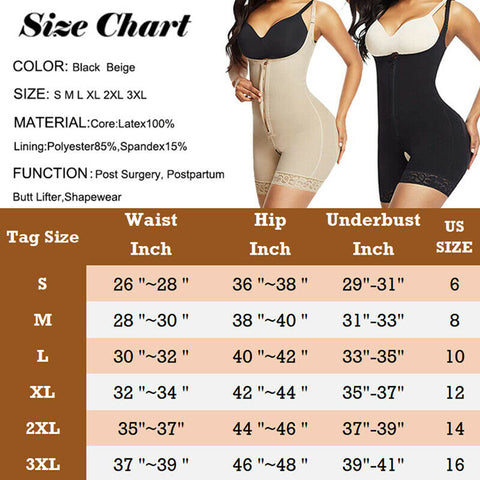 Size Chart
COLOR: Black Beige
SIZE: S M L XL 2XL 3XL
MATERIAL:Core:Latex100%
Lining:Polyester85%,Spandex15%
FUNCTION: Post Surgery, Postpartum
Butt Lifter,Shapewear
Tag Size Waist Inch Hip Inch Underbust Inch US SIZE
S 26 "~28 " 36 "~38 " 29"-31" 6
M 28 "~30 " 38 "~40 " 31"-33" 8
L 30 "~32 " 40 "~42 " 33"-35" 10
XL 32 "~34 " 42 "~44 " 35"-37" 12
2XL 35"~37" 44 "~46 " 37"-39" 14
3XL 37 "~39 " 46 "~48 " 39"-41" 16